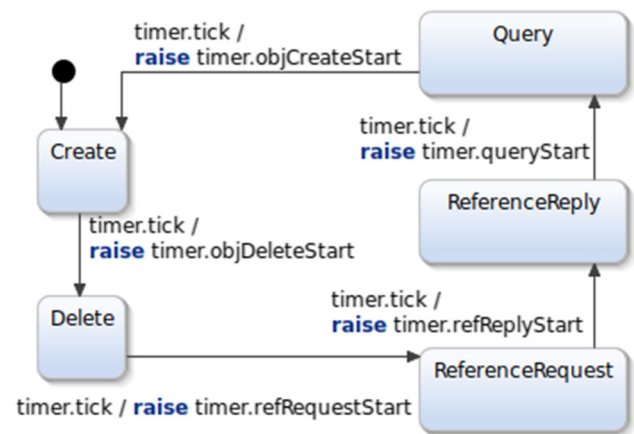 timer.tick /
raise timer.objCreateStart
Query
Create
timer.tick /
raise timer.queryStart
ReferenceReply
timer.tick /
raise timer.objDeleteStart
timer.tick /
raise timer.refReplyStart
Delete
ReferenceRequest
timer.tick / raise timer.refRequestStart